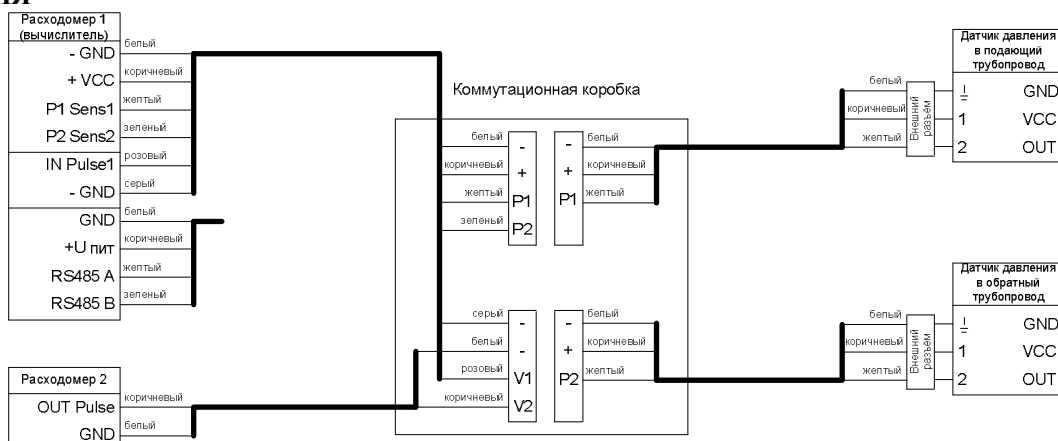 Расходомер 1
(вычислитель)
- GND
белый
+ VCC
коричневый
P1 Sens1
желтый
P2 Sens2
зеленый
IN Pulse1
розовый
- GND
серый
GND
белый
+U пит
коричневый
RS485 A
желтый
RS485 B
зеленый
Расходомер 2
OUT Pulse
коричневый
GND
белый
Коммутационная коробка
белый
-
коричневый
+
желтый
P1
зеленый
P2
-
белый
+
коричневый
P1
желтый
серый
-
белый
-
розовый
V1
коричневый
V2
-
белый
+
коричневый
P2
желтый
Датчик давления
в подающий
трубопровод
белый
коричневый
желтый
Внешний
разъём
GND
1
VCC
2
OUT
Датчик давления
в обратный
трубопровод
белый
коричневый
желтый
Внешний
разъём
GND
1
VCC
2
OUT